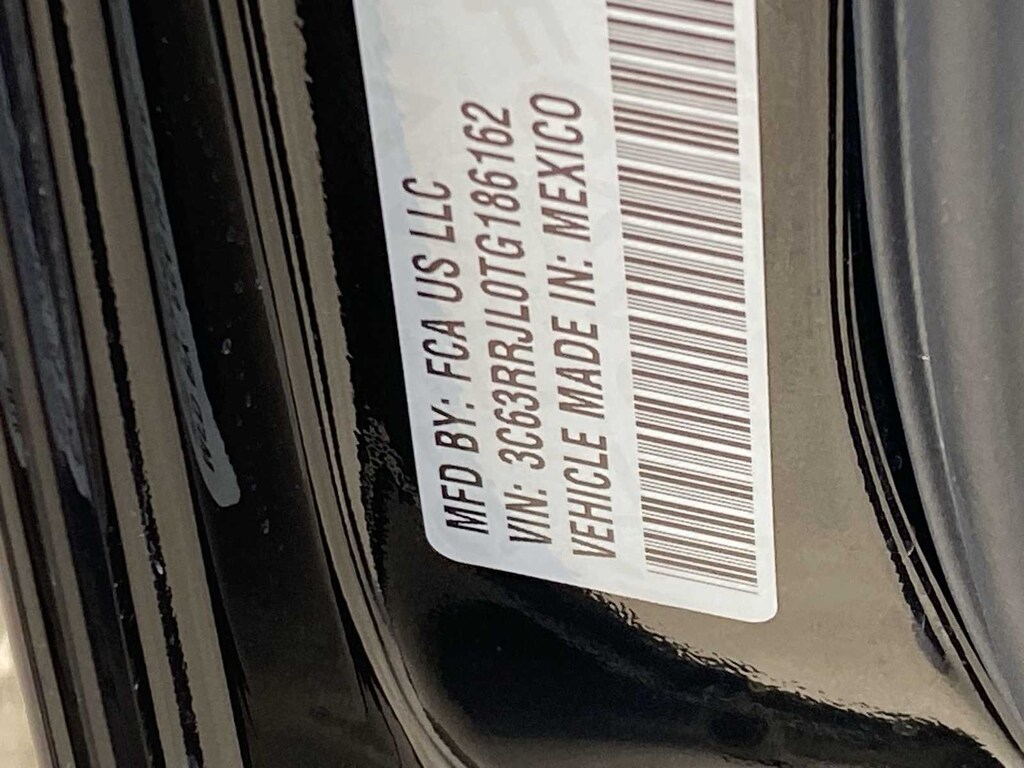 MFD BY: FCA US LLC
VIN: 3C63RRJL0TG186162
VEHICLE MADE IN: MEXICO